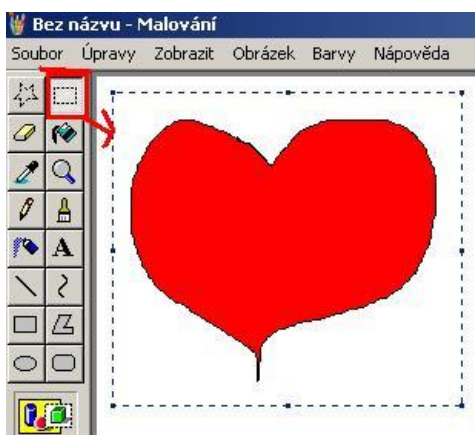 Bez názvu - Malování
Soubor Úpravy Zobrazit Obrázek Barvy Nápověda
A